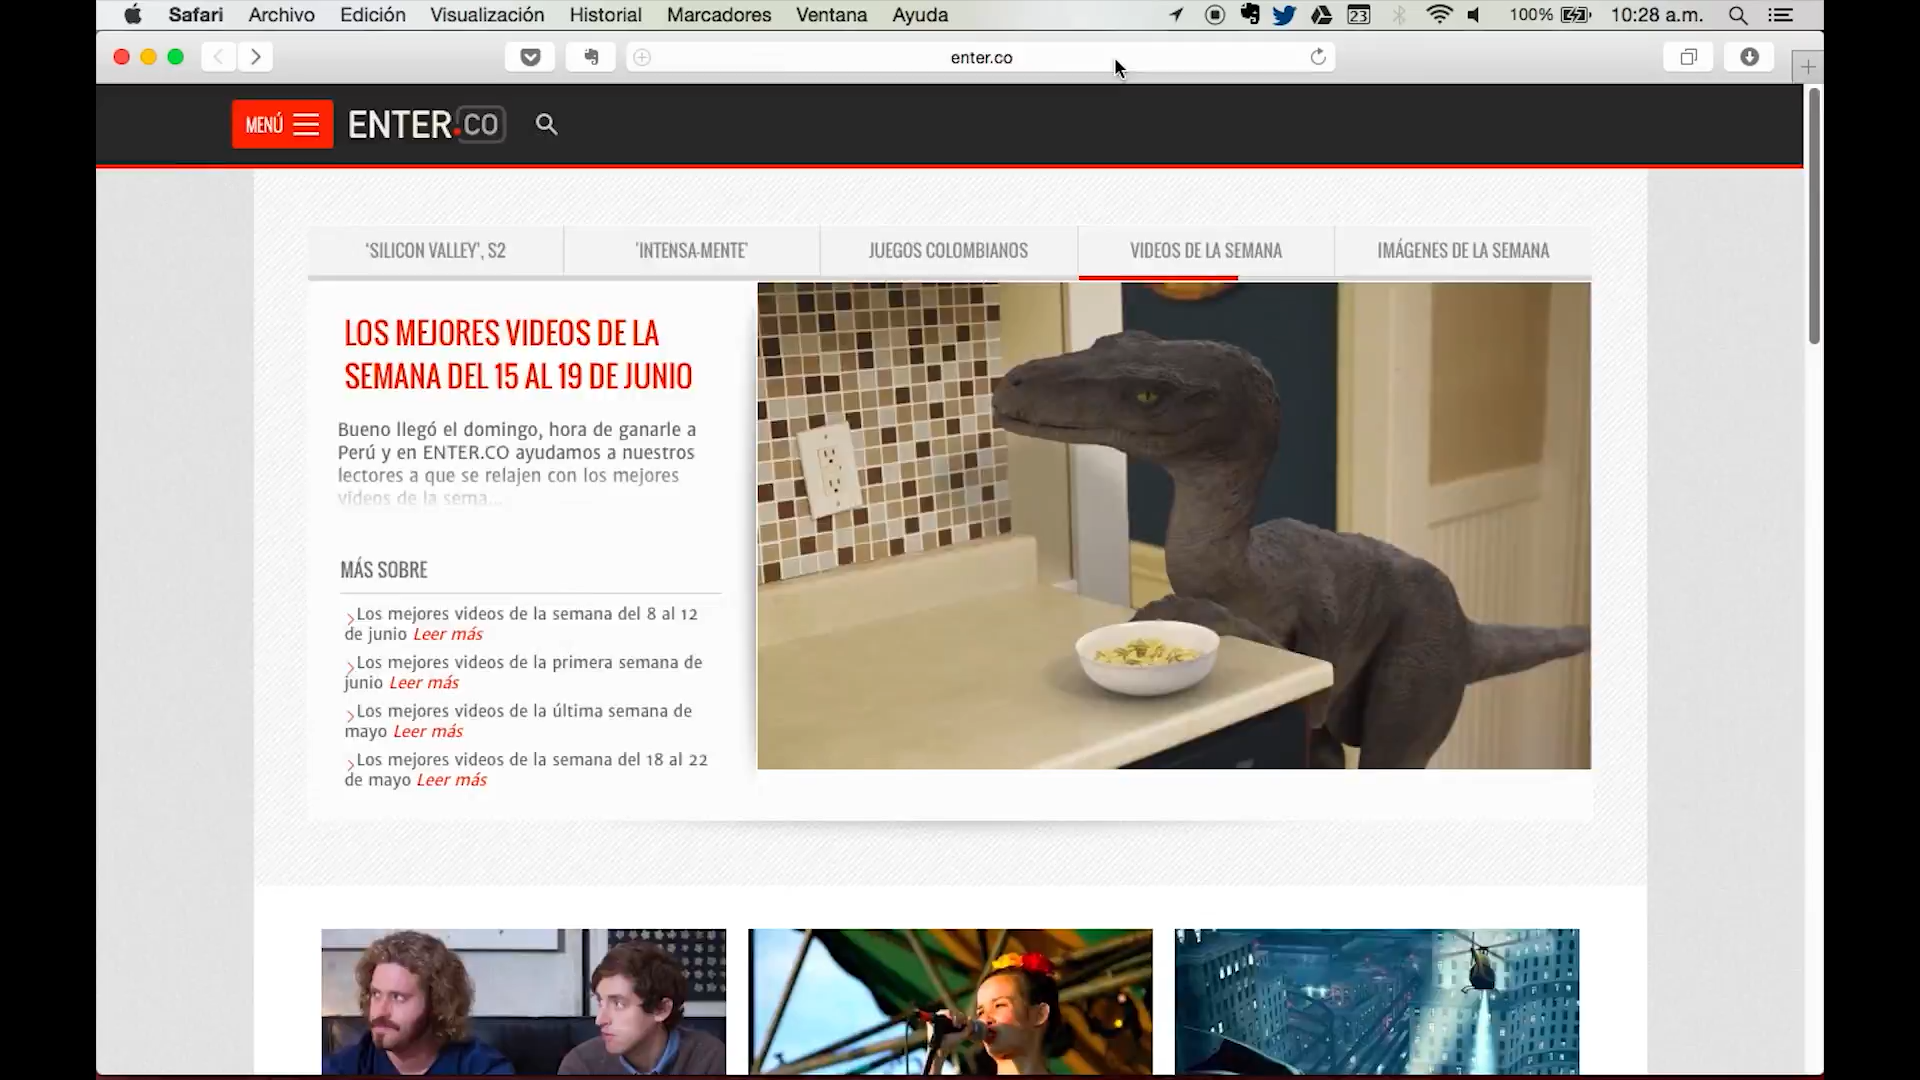 Safari Archivo Edición Visualización Historial Marcadores Ventana Ayuda 23 100% 10:28 a.m.
enter.co
MENÚ ENTER.CO
‘SILICON VALLEY’, S2
'INTENSA-MENTE'
JUEGOS COLOMBIANOS
VIDEOS DE LA SEMANA
IMÁGENES DE LA SEMANA
LOS MEJORES VIDEOS DE LA
SEMANA DEL 15 AL 19 DE JUNIO
Bueno llegó el domingo, hora de ganarle a
Perú y en ENTER.CO ayudamos a nuestros
lectores a que se relajen con los mejores
videos de la sema...
MÁS SOBRE
Los mejores videos de la semana del 8 al 12
de junio Leer más
Los mejores videos de la primera semana de
junio Leer más
Los mejores videos de la última semana de
mayo Leer más
Los mejores videos de la semana del 18 al 22
de mayo Leer más